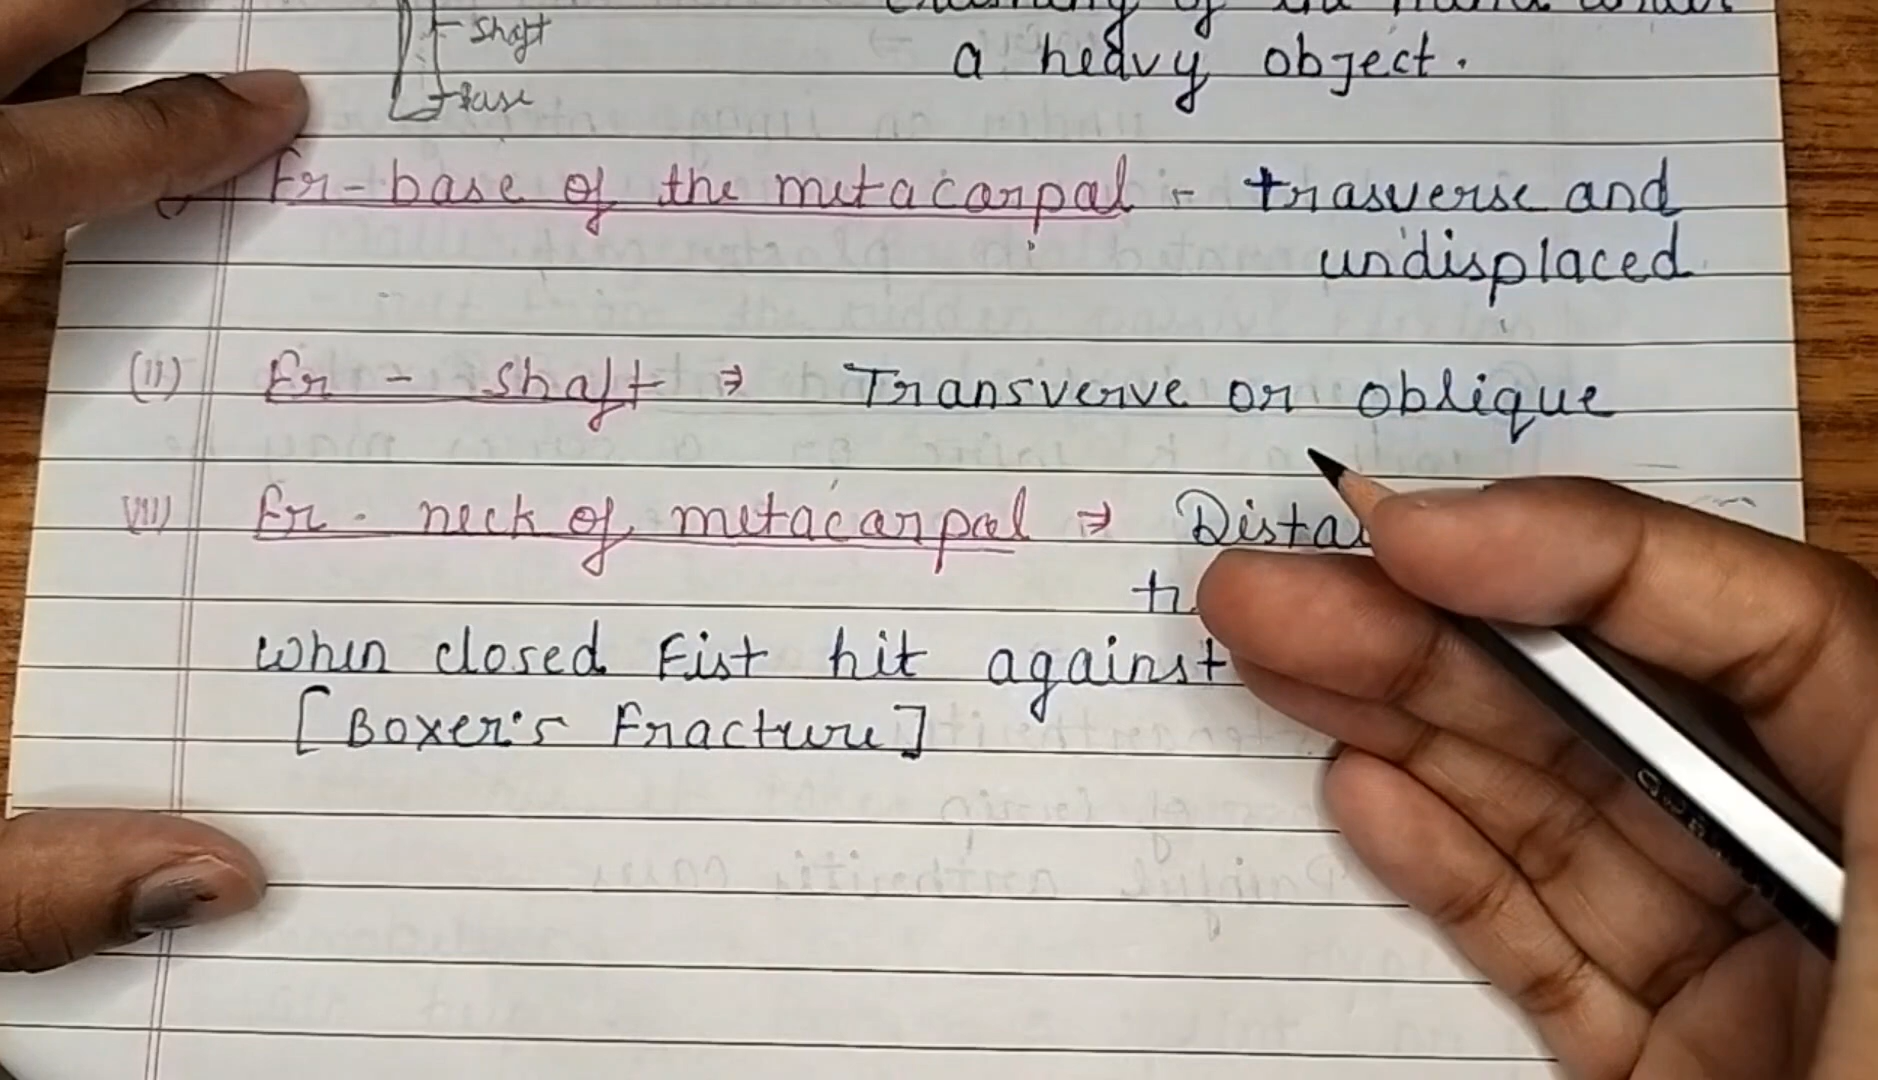 Shaft
a heavy object.
Base
Fr - base of the metacarpal - trasverse and
undisplaced
(ii) Fr - shaft ⇒ Transverve or oblique
(iii) Fr. neck of metacarpal ⇒ Distal
when closed Fist hit against
[Boxer's Fracture]